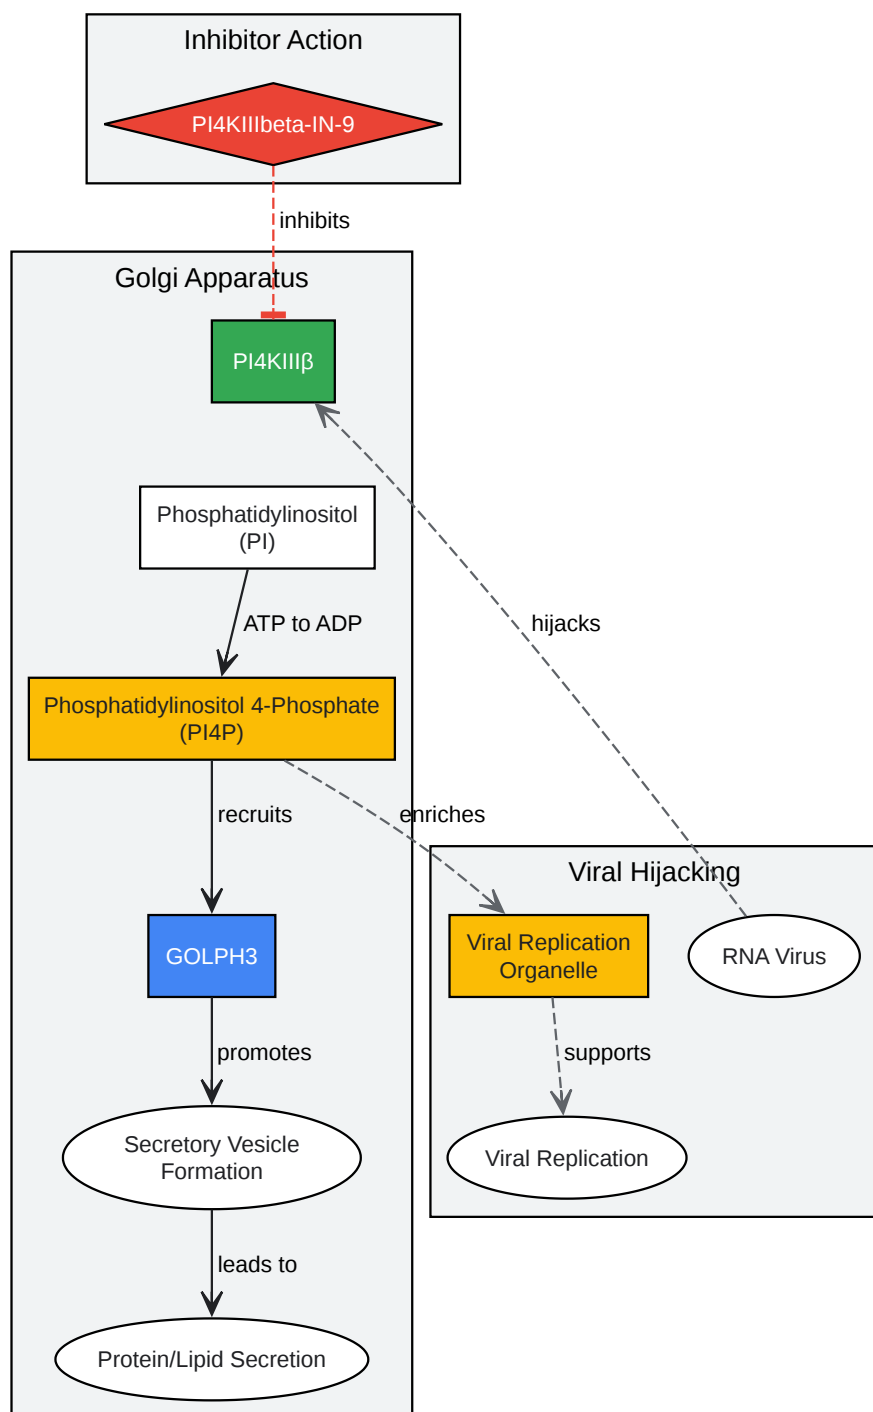 Inhibitor Action
PI4KIIIbeta-IN-9
inhibits
Golgi Apparatus
PI4KIIIβ
Phosphatidylinositol
(PI)
ATP to ADP
hijacks
Phosphatidylinositol 4-Phosphate
(PI4P)
recruits
enriches
Viral Hijacking
GOLPH3
Viral Replication
Organelle
RNA Virus
promotes
supports
Secretory Vesicle
Formation
Viral Replication
leads to
Protein/Lipid Secretion